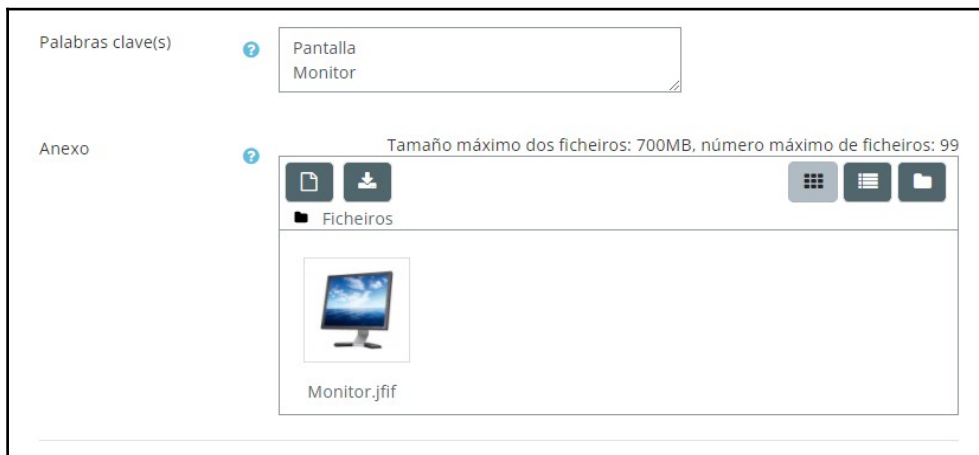 Palabras clave(s)
Pantalla
Monitor
Anexo
Tamaño máximo dos ficheiros: 700MB, número máximo de ficheiros: 99
Ficheiros
Monitor.jfif